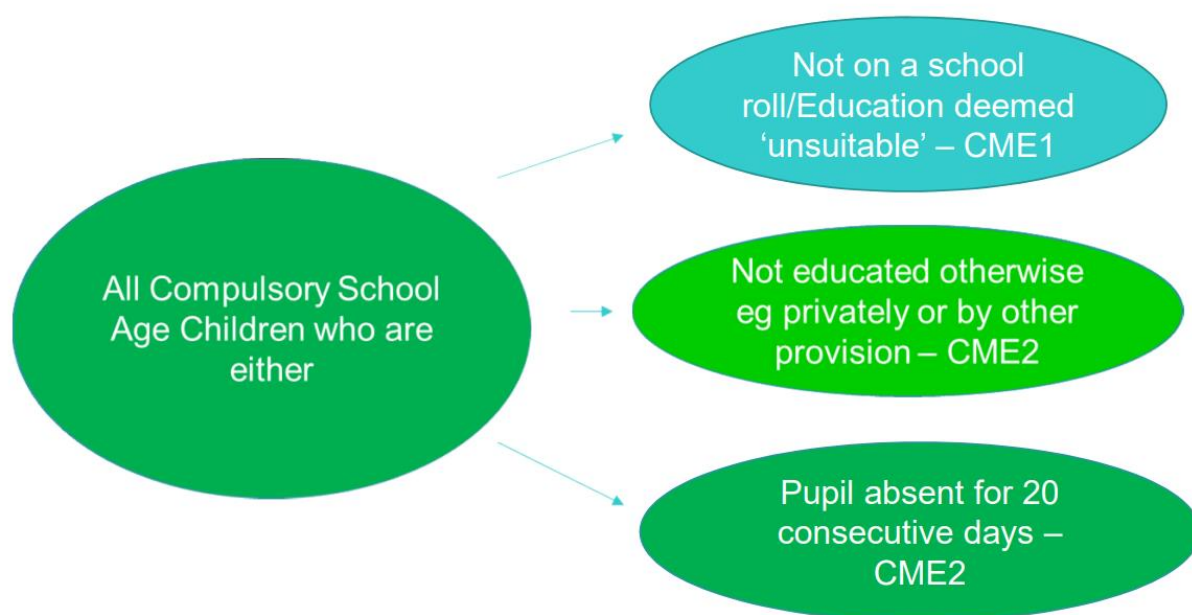 All Compulsory School
Age Children who are
either
Not on a school
roll/Education deemed
‘unsuitable’ – CME1
Not educated otherwise
eg privately or by other
provision – CME2
Pupil absent for 20
consecutive days –
CME2